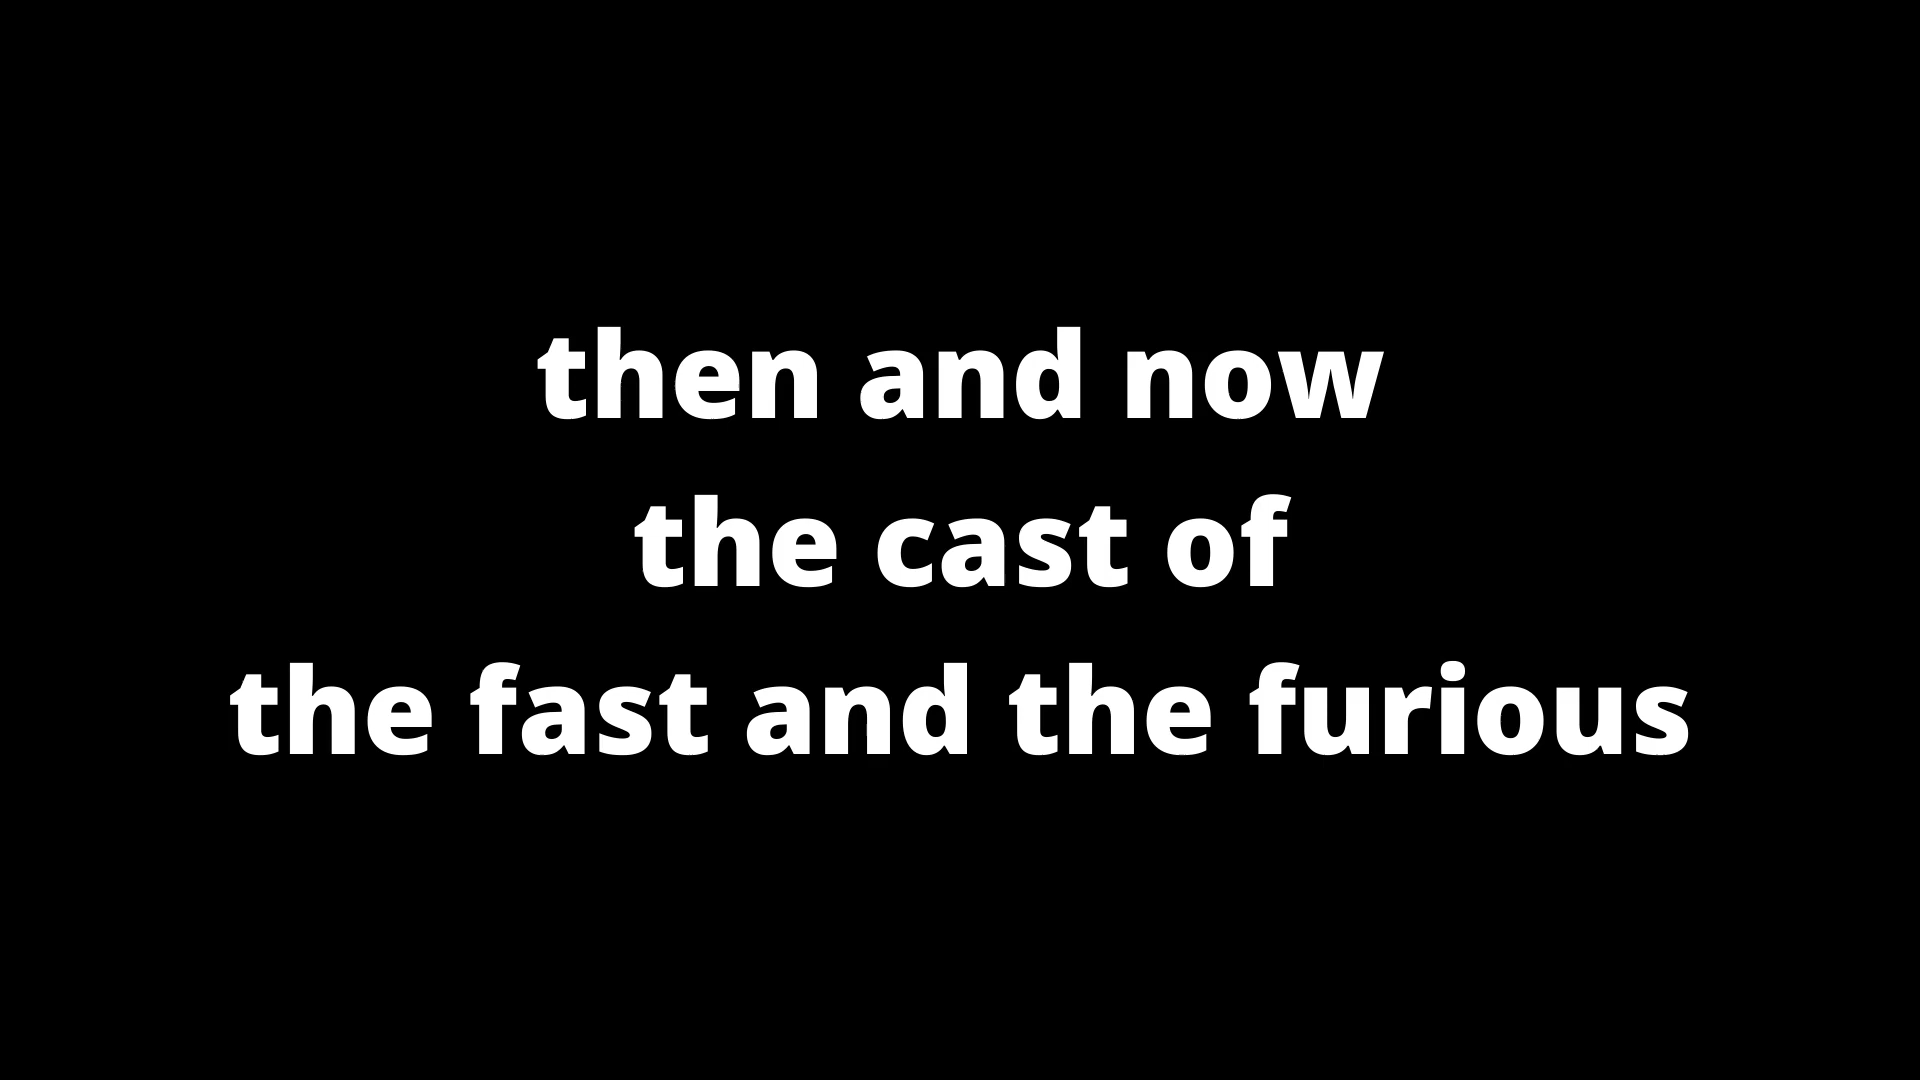 then and now
the cast of
the fast and the furious